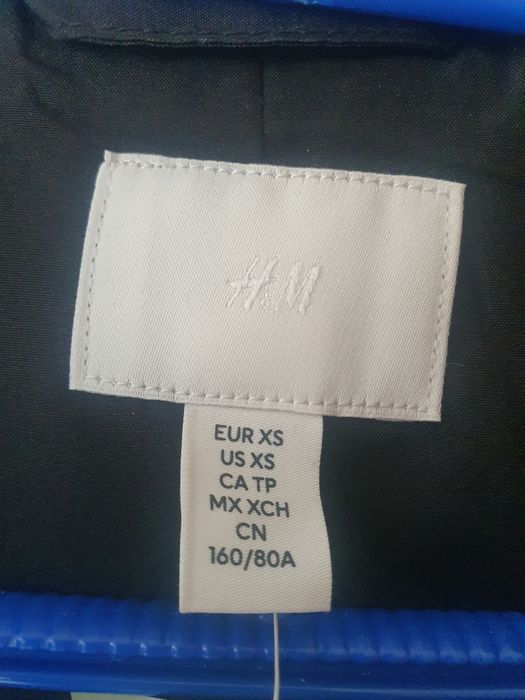 H&M
EUR XS
US XS
CA TP
MX XCH
CN
160/80A